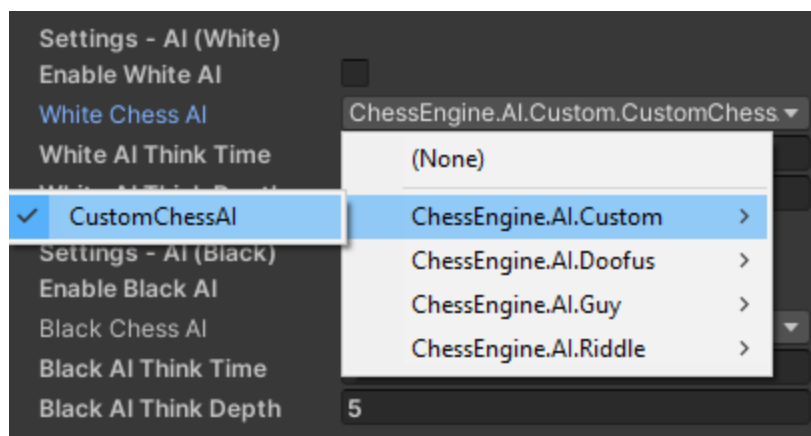 Settings - AI (White)
Enable White AI
White Chess AI
ChessEngine.AI.Custom.CustomChess
White AI Think Time
(None)
CustomChessAI
ChessEngine.AI.Custom
Settings - AI (Black)
ChessEngine.AI.Doofus
Enable Black AI
ChessEngine.AI.Guy
Black Chess AI
ChessEngine.AI.Riddle
Black AI Think Time
Black AI Think Depth
5